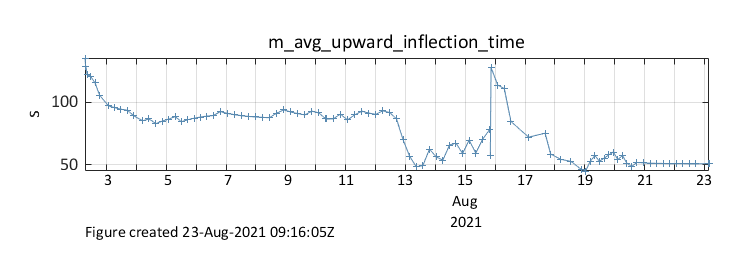 m_avg_upward_inflection_time
s
100
50
3 5 7 9 11 13 15 17 19 21 23
Aug
2021
Figure created 23-Aug-2021 09:16:05Z